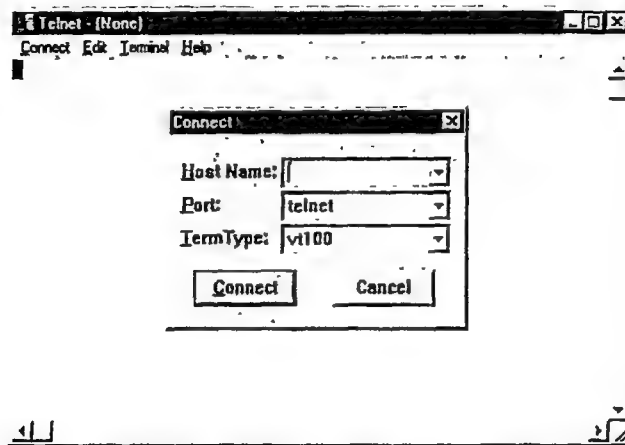 Telnet - (None)
Connect Edit Terminal Help
Connect
Host Name:
Port: telnet
TermType: vt100
Connect Cancel